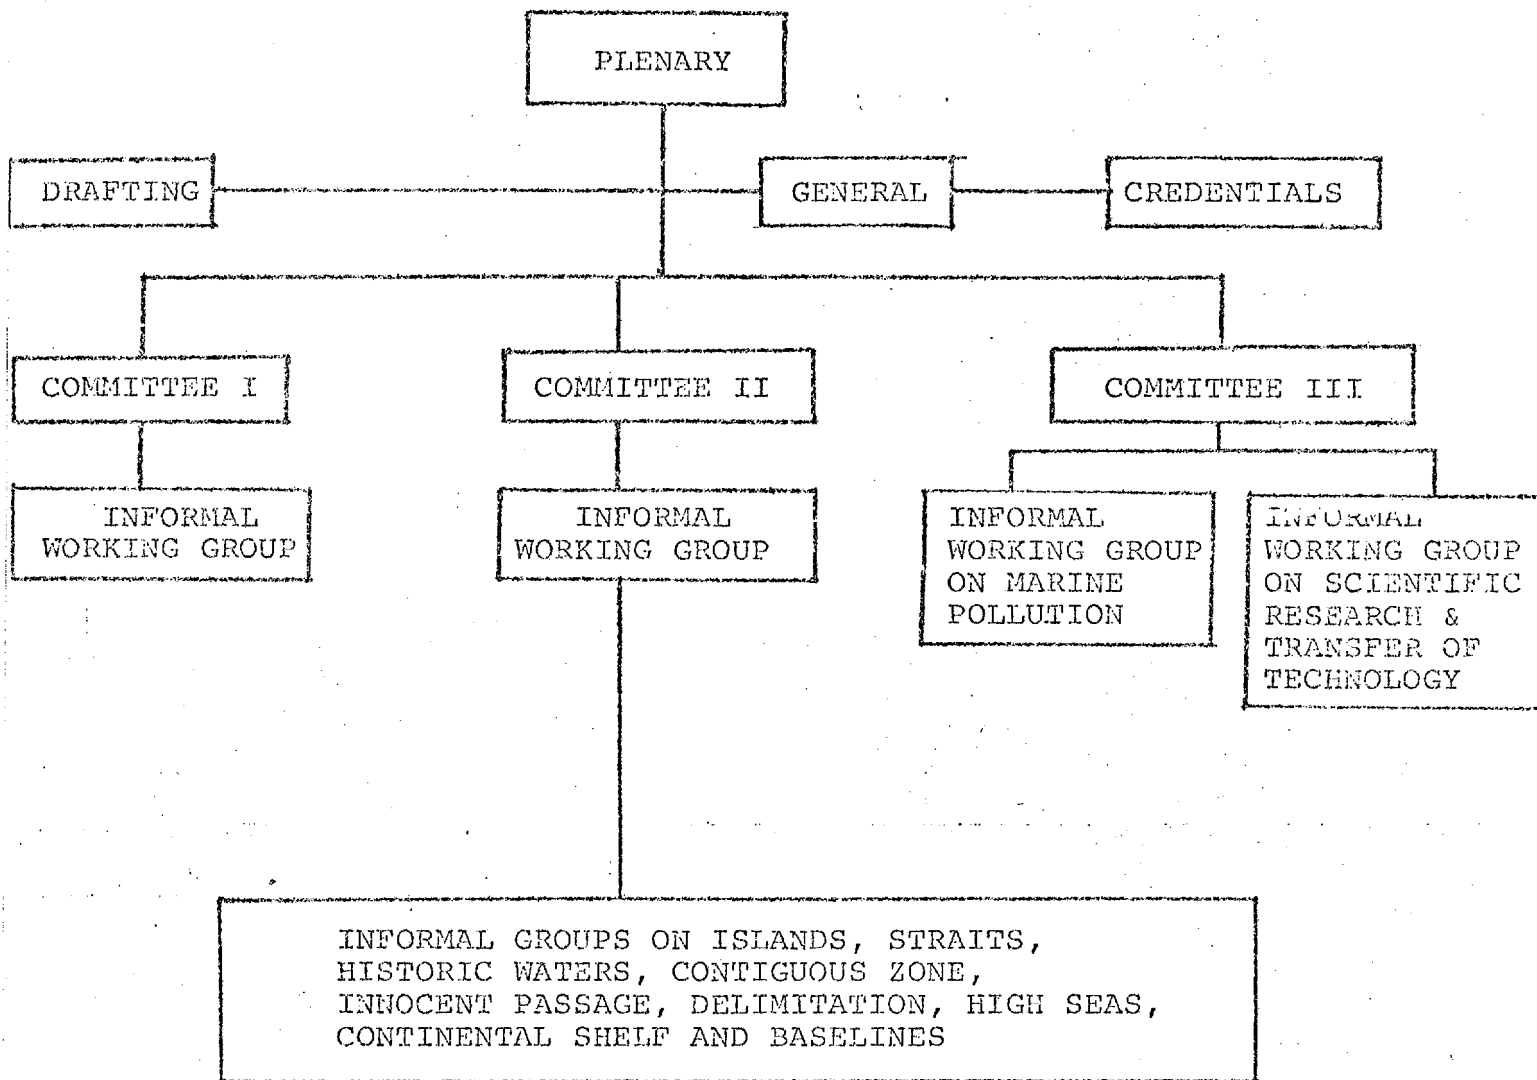 PLENARY
DRAFTING
GENERAL
CREDENTIALS
COMMITTEE I
COMMITTEE II
COMMITTEE III
INFORMAL
WORKING GROUP
INFORMAL
WORKING GROUP
INFORMAL
WORKING GROUP
ON MARINE
POLLUTION
INFORMAL
WORKING GROUP
ON SCIENTIFIC
RESEARCH &
TRANSFER OF
TECHNOLOGY
INFORMAL GROUPS ON ISLANDS, STRAITS,
HISTORIC WATERS, CONTIGUOUS ZONE,
INNOCENT PASSAGE, DELIMITATION, HIGH SEAS,
CONTINENTAL SHELF AND BASELINES